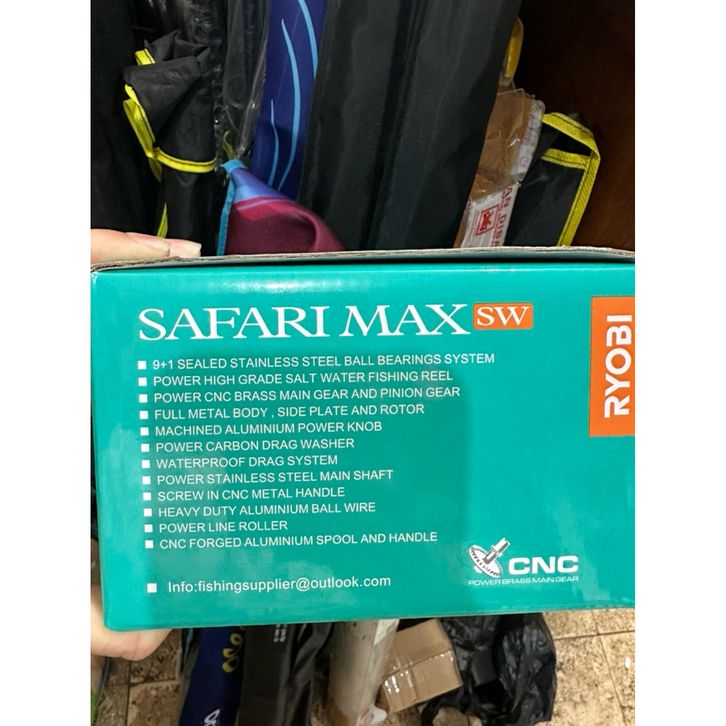 SAFARI MAX SW
9+1 SEALED STAINLESS STEEL BALL BEARINGS SYSTEM
POWER HIGH GRADE SALT WATER FISHING REEL
POWER CNC BRASS MAIN GEAR AND PINION GEAR
FULL METAL BODY , SIDE PLATE AND ROTOR
MACHINED ALUMINIUM POWER KNOB
POWER CARBON DRAG WASHER
WATERPROOF DRAG SYSTEM
POWER STAINLESS STEEL MAIN SHAFT
SCREW IN CNC METAL HANDLE
HEAVY DUTY ALUMINIUM BALL WIRE
POWER LINE ROLLER
CNC FORGED ALUMINIUM SPOOL AND HANDLE
Info:fishingsupplier@outlook.com
CNC
POWER BRASS MAIN GEAR
RYOBI